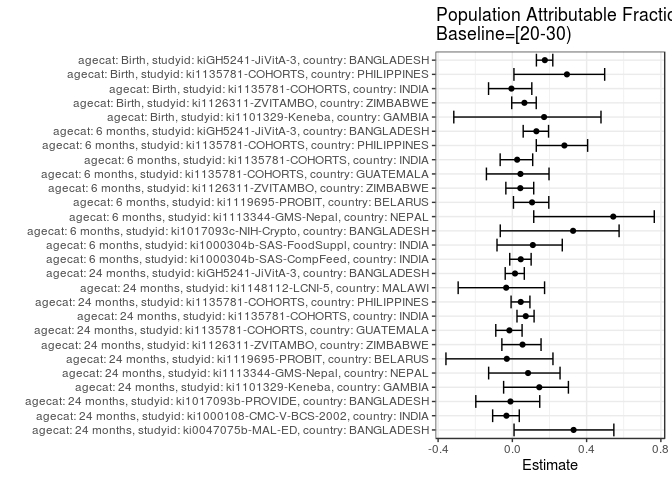 Population Attributable Fractic
Baseline=[20-30)
agecat: Birth, studyid: kiGH5241-JiVitA-3, country: BANGLADESH
agecat: Birth, studyid: ki1135781-COHORTS, country: PHILIPPINES
agecat: Birth, studyid: ki1135781-COHORTS, country: INDIA
agecat: Birth, studyid: ki1126311-ZVITAMBO, country: ZIMBABWE
agecat: Birth, studyid: ki1101329-Keneba, country: GAMBIA
agecat: 6 months, studyid: kiGH5241-JiVitA-3, country: BANGLADESH
agecat: 6 months, studyid: ki1135781-COHORTS, country: PHILIPPINES
agecat: 6 months, studyid: ki1135781-COHORTS, country: INDIA
agecat: 6 months, studyid: ki1135781-COHORTS, country: GUATEMALA
agecat: 6 months, studyid: ki1126311-ZVITAMBO, country: ZIMBABWE
agecat: 6 months, studyid: ki1119695-PROBIT, country: BELARUS
agecat: 6 months, studyid: ki1113344-GMS-Nepal, country: NEPAL
agecat: 6 months, studyid: ki1017093c-NIH-Crypto, country: BANGLADESH
agecat: 6 months, studyid: ki1000304b-SAS-FoodSuppl, country: INDIA
agecat: 6 months, studyid: ki1000304b-SAS-CompFeed, country: INDIA
agecat: 24 months, studyid: kiGH5241-JiVitA-3, country: BANGLADESH
agecat: 24 months, studyid: ki1148112-LCNI-5, country: MALAWI
agecat: 24 months, studyid: ki1135781-COHORTS, country: PHILIPPINES
agecat: 24 months, studyid: ki1135781-COHORTS, country: INDIA
agecat: 24 months, studyid: ki1135781-COHORTS, country: GUATEMALA
agecat: 24 months, studyid: ki1126311-ZVITAMBO, country: ZIMBABWE
agecat: 24 months, studyid: ki1119695-PROBIT, country: BELARUS
agecat: 24 months, studyid: ki1113344-GMS-Nepal, country: NEPAL
agecat: 24 months, studyid: ki1101329-Keneba, country: GAMBIA
agecat: 24 months, studyid: ki1017093b-PROVIDE, country: BANGLADESH
agecat: 24 months, studyid: ki1000108-CMC-V-BCS-2002, country: INDIA
agecat: 24 months, studyid: ki0047075b-MAL-ED, country: BANGLADESH
-0.4 0.0 0.4 0.8
Estimate